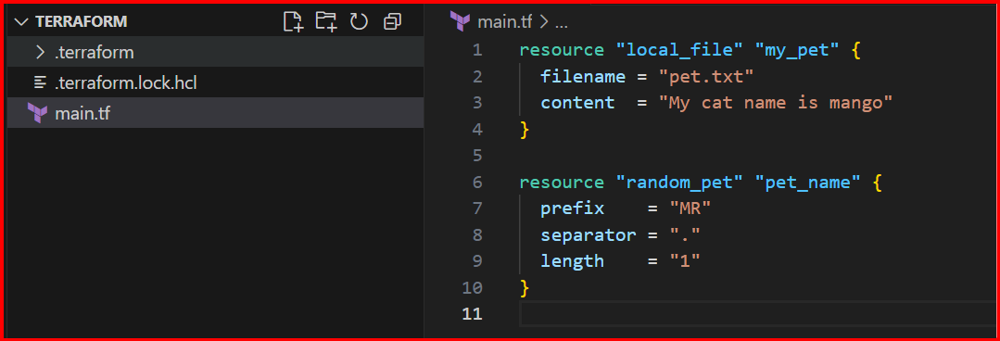 TERRAFORM
.terraform
.terraform.lock.hcl
main.tf
main.tf > ...
1 resource "local_file" "my_pet" {
2   filename = "pet.txt"
3   content  = "My cat name is mango"
4 }
5
6 resource "random_pet" "pet_name" {
7   prefix    = "MR"
8   separator = "."
9   length    = "1"
10 }
11